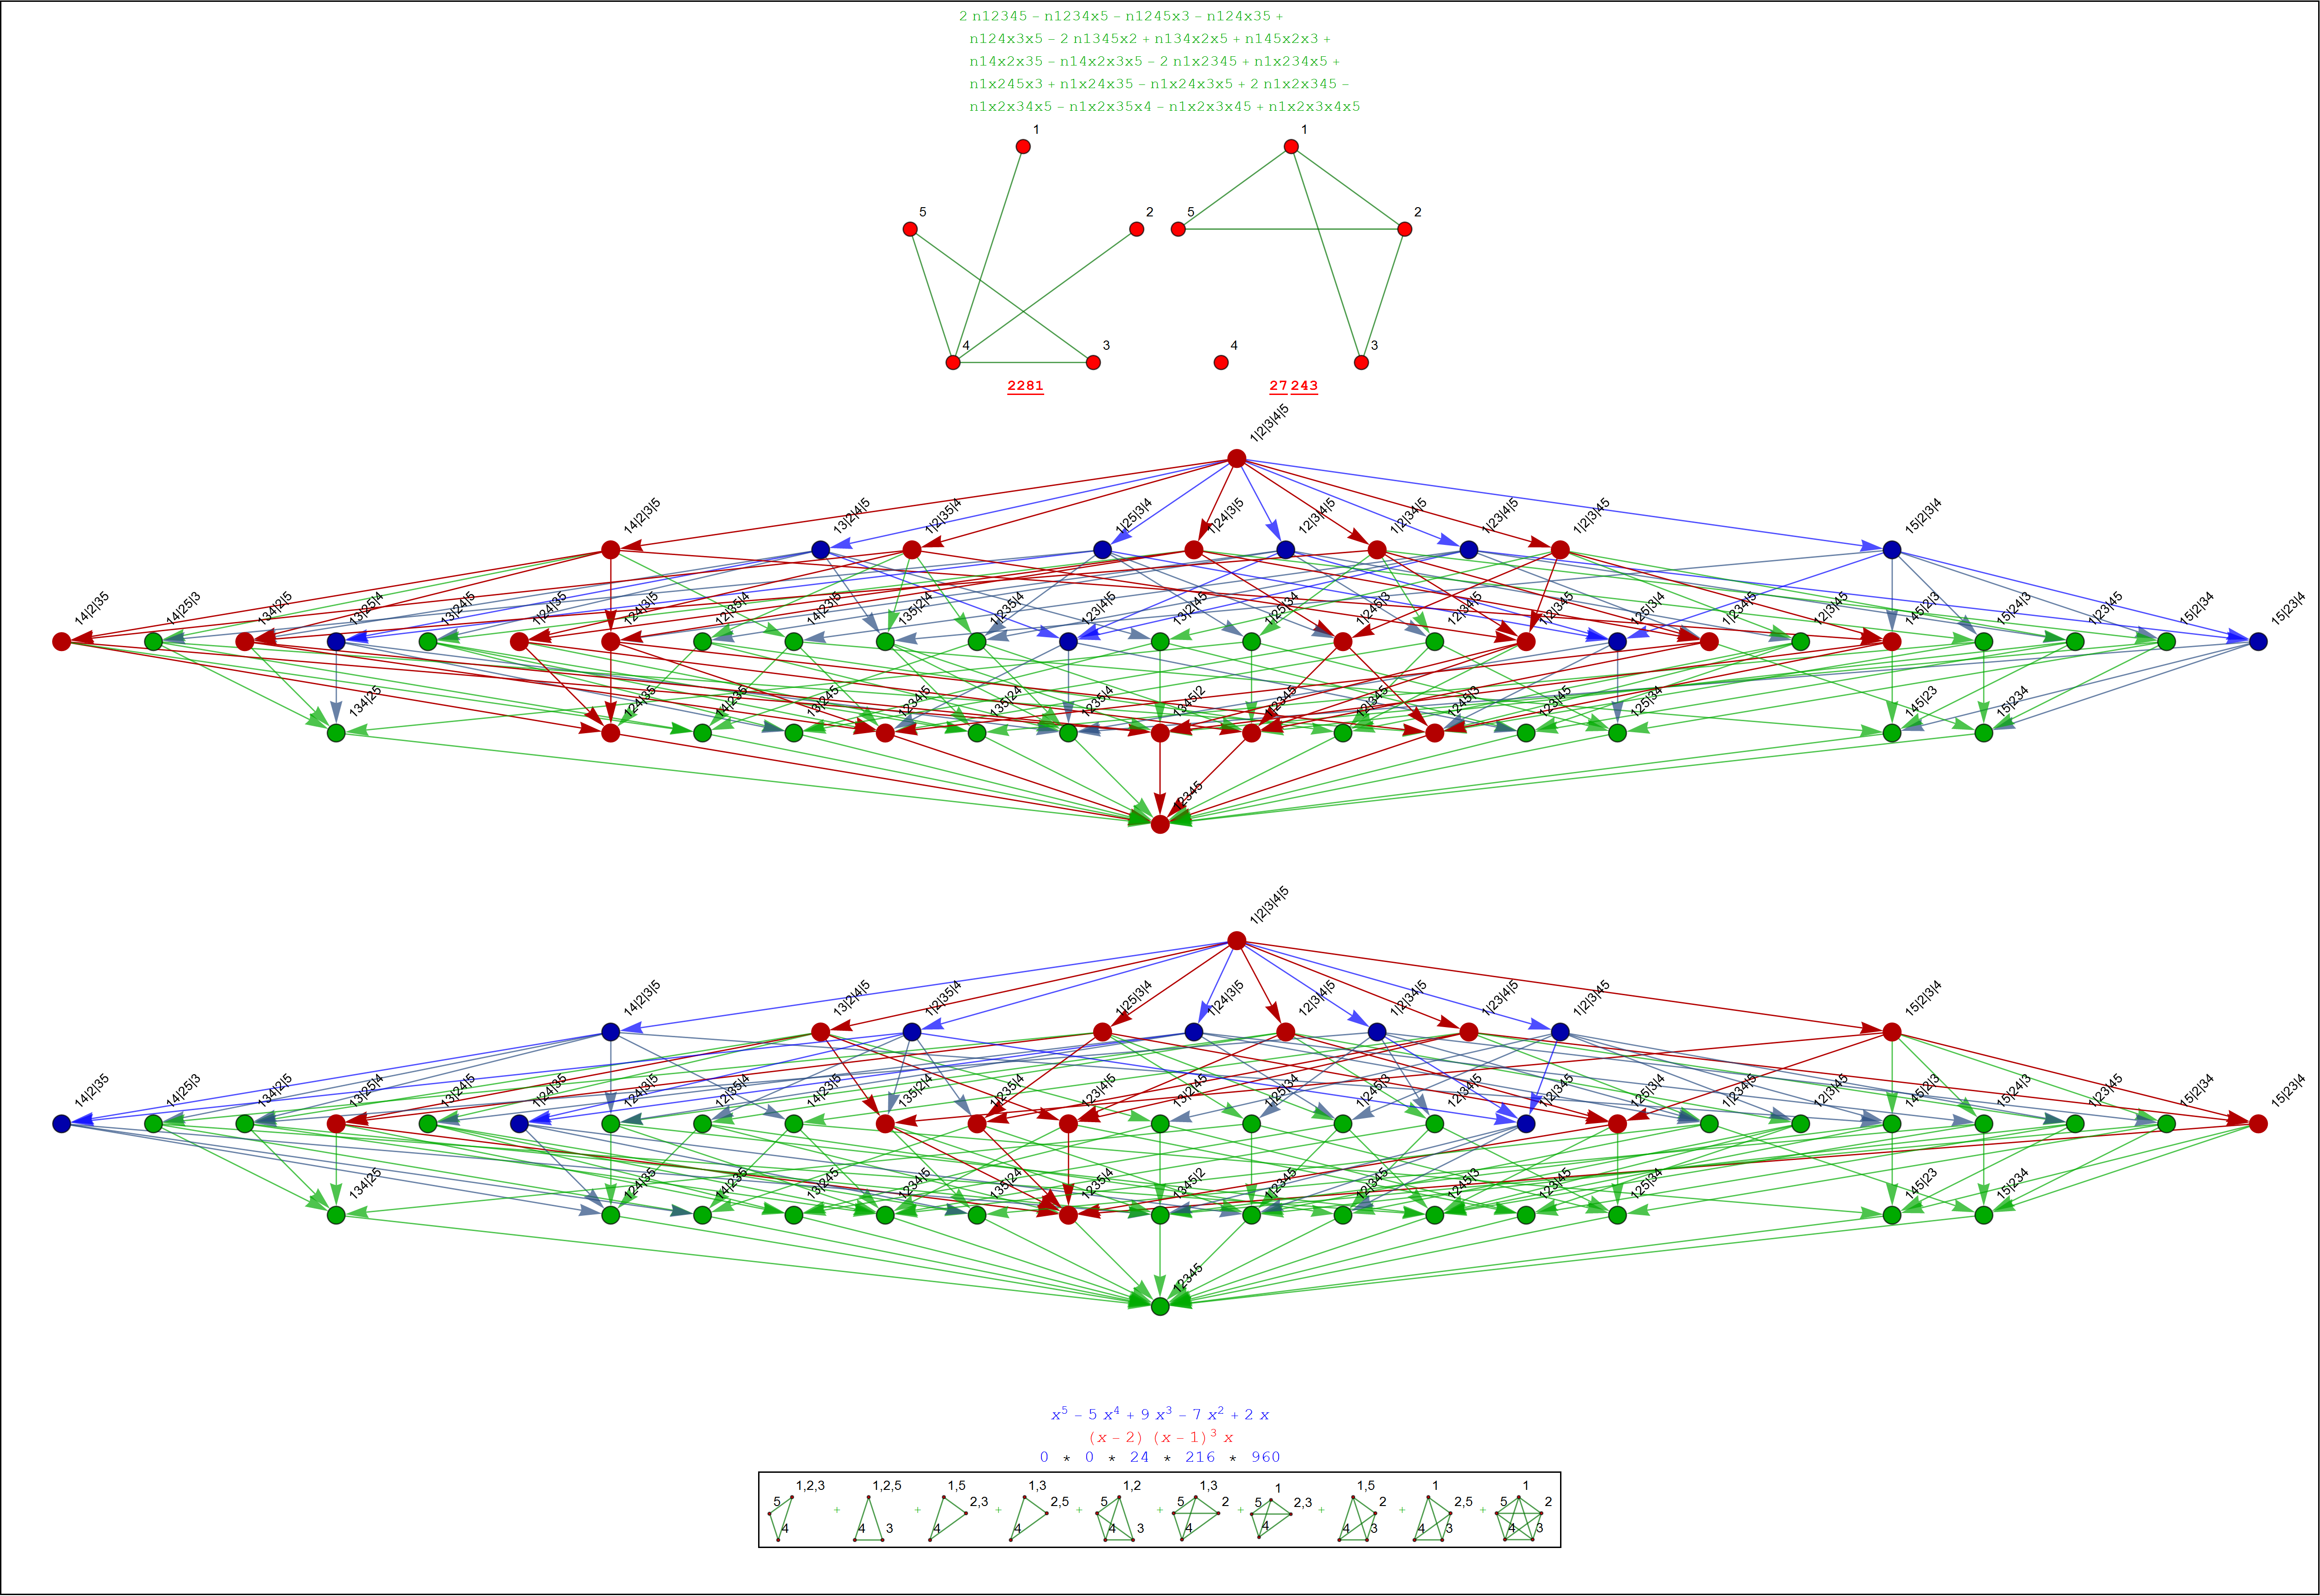 2 n12345 – n1234x5 – n1245x3 – n124x35 +
n124x3x5 – 2 n1345x2 + n134x2x5 + n145x2x3 +
n14x2x35 – n14x2x3x5 – 2 n1x2345 + n1x234x5 +
n1x245x3 + n1x24x35 – n1x24x3x5 + 2 n1x2x345 –
n1x2x34x5 – n1x2x35x4 – n1x2x3x45 + n1x2x3x4x5
1 1
5 2 5 2
4 3 4 3
2281 27 243
1|2|3|4|5
14|2|3|5 13|2|4|5 1|2|35|4 1|25|3|4 1|24|3|5 12|3|4|5 1|2|34|5 1|23|4|5 1|2|3|45 15|2|3|4
14|2|35 14|25|3 134|2|5 13|25|4 13|24|5 1|24|35 124|3|5 12|35|4 14|23|5 135|2|4 1|235|4 123|4|5 13|2|45 1|25|34 1|245|3 12|34|5 1|2|345 125|3|4 1|234|5 12|3|45 145|2|3 15|24|3 1|23|45 15|2|34 15|23|4
134|25 124|35 14|235 13|245 1234|5 135|24 1235|4 1345|2 1|2345 12|345 1245|3 123|45 125|34 145|23 15|234
12345
1|2|3|4|5
14|2|3|5 13|2|4|5 1|2|35|4 1|25|3|4 1|24|3|5 12|3|4|5 1|2|34|5 1|23|4|5 1|2|3|45 15|2|3|4
14|2|35 14|25|3 134|2|5 13|25|4 13|24|5 1|24|35 124|3|5 12|35|4 14|23|5 135|2|4 1|235|4 123|4|5 13|2|45 1|25|34 1|245|3 12|34|5 1|2|345 125|3|4 1|234|5 12|3|45 145|2|3 15|24|3 1|23|45 15|2|34 15|23|4
134|25 124|35 14|235 13|245 1234|5 135|24 1235|4 1345|2 1|2345 12|345 1245|3 123|45 125|34 145|23 15|234
12345
x⁵ – 5 x⁴ + 9 x³ – 7 x² + 2 x
(x – 2) (x – 1)³ x
0 * 0 * 24 * 216 * 960
1,2,3 5 4 + 1,2,5 4 3 + 1,5 2,3 4 + 1,3 2,5 4 + 1,2 5 4 3 + 1,3 5 2 4 + 1 5 2,3 4 + 1,5 2 4 3 + 1 2,5 4 3 + 1 5 2 4 3